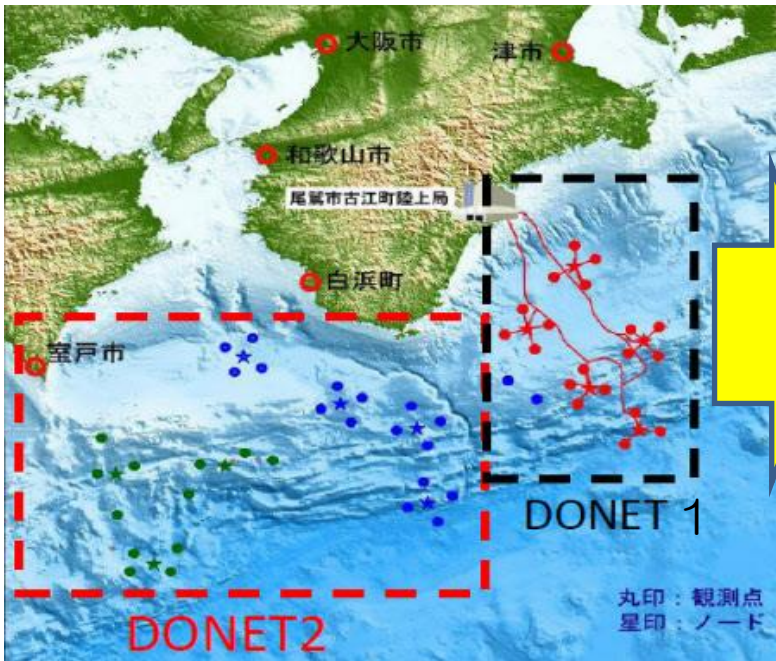 大阪市
津市
和歌山市
尾鷲市古江町陸上局
白浜町
室戸市
DONET 1
丸印：観測点
星印：ノード
DONET2